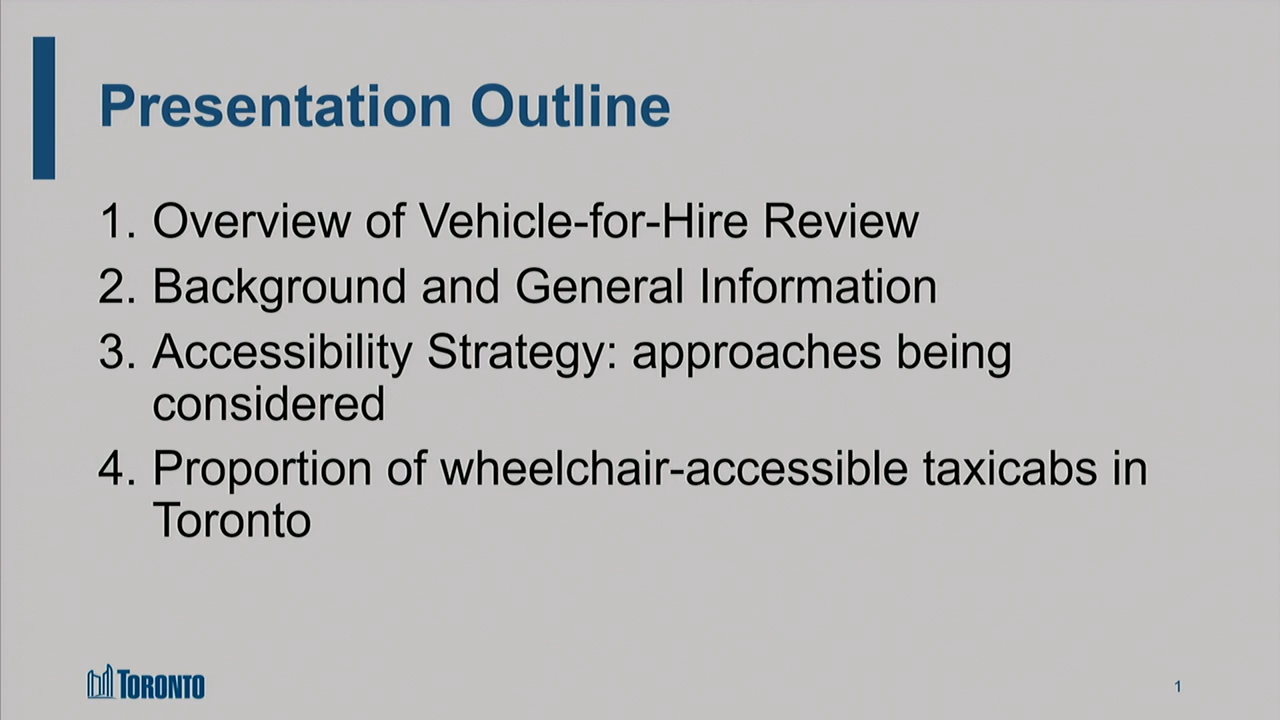 Presentation Outline
1. Overview of Vehicle-for-Hire Review
2. Background and General Information
3. Accessibility Strategy: approaches being
considered
4. Proportion of wheelchair-accessible taxicabs in
Toronto
TORONTO
1